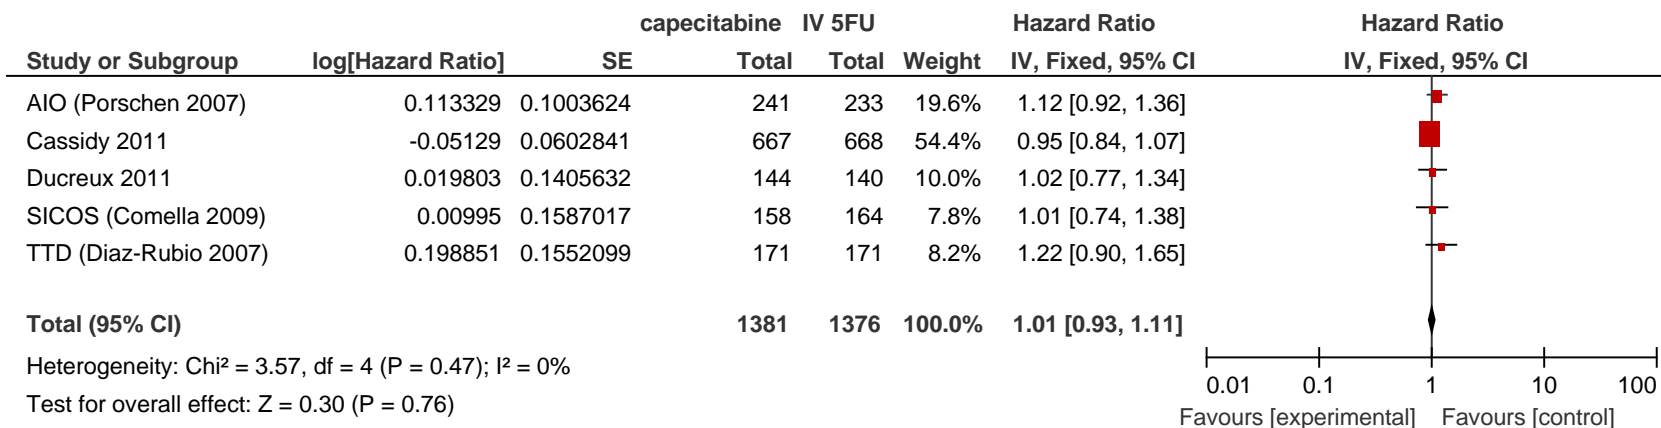 capecitabine IV 5FU Hazard Ratio Hazard Ratio
Study or Subgroup log[Hazard Ratio] SE Total Total Weight IV, Fixed, 95% CI IV, Fixed, 95% CI
AIO (Porschen 2007) 0.113329 0.1003624 241 233 19.6% 1.12 [0.92, 1.36]
Cassidy 2011 -0.05129 0.0602841 667 668 54.4% 0.95 [0.84, 1.07]
Ducreux 2011 0.019803 0.1405632 144 140 10.0% 1.02 [0.77, 1.34]
SICOS (Comella 2009) 0.00995 0.1587017 158 164 7.8% 1.01 [0.74, 1.38]
TTD (Diaz-Rubio 2007) 0.198851 0.1552099 171 171 8.2% 1.22 [0.90, 1.65]
Total (95% CI) 1381 1376 100.0% 1.01 [0.93, 1.11]
Heterogeneity: Chi² = 3.57, df = 4 (P = 0.47); I² = 0%
Test for overall effect: Z = 0.30 (P = 0.76)
0.01 0.1 1 10 100
Favours [experimental] Favours [control]